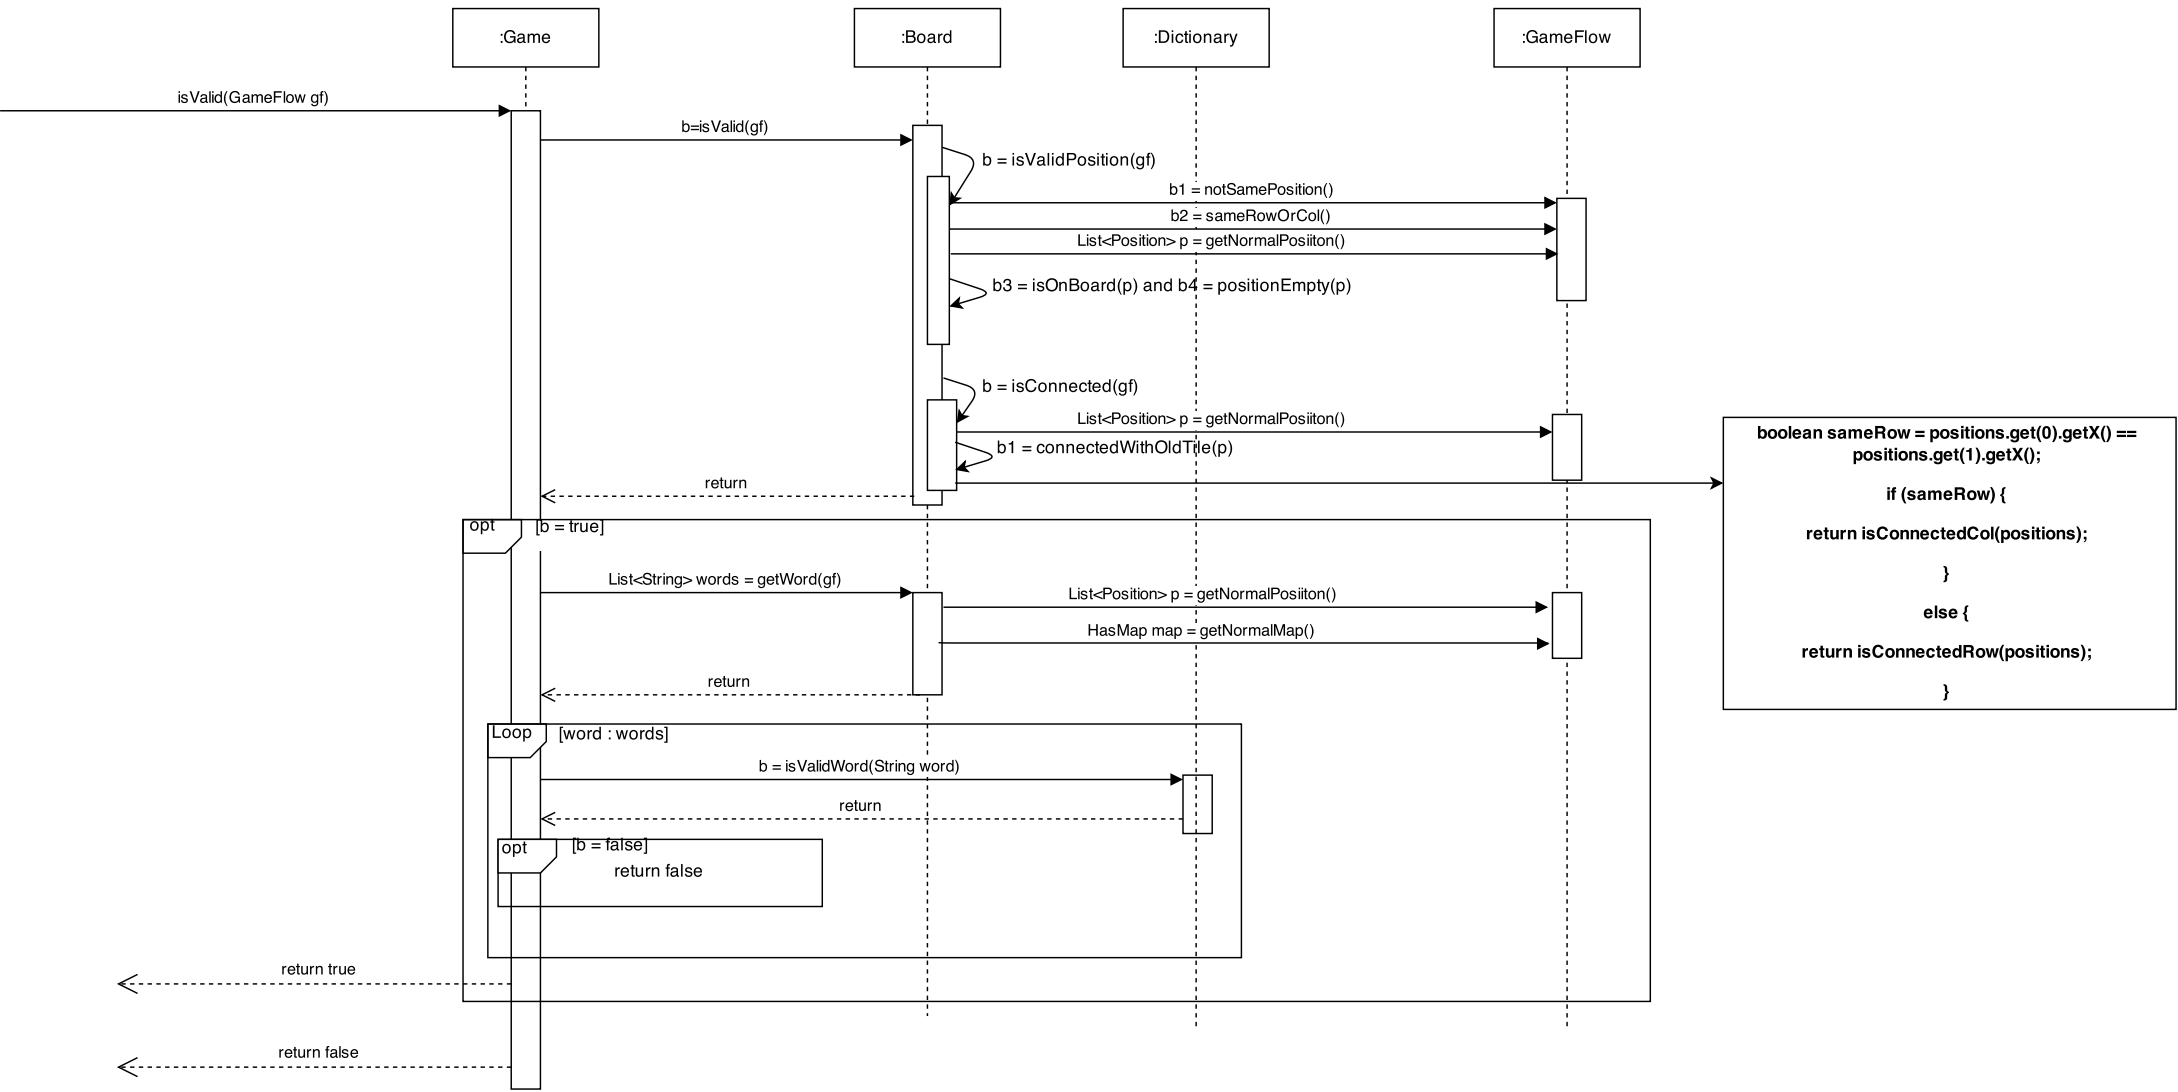 :Game
:Board
:Dictionary
:GameFlow
isValid(GameFlow gf)
b=isValid(gf)
b = isValidPosition(gf)
b1 = notSamePosition()
b2 = sameRowOrCol()
List<Position> p = getNormalPosiiton()
b3 = isOnBoard(p) and b4 = positionEmpty(p)
b = isConnected(gf)
List<Position> p = getNormalPosiiton()
b1 = connectedWithOldTile(p)
return
boolean sameRow = positions.get(0).getX() ==
positions.get(1).getX();
if (sameRow) {
return isConnectedCol(positions);
}
else {
return isConnectedRow(positions);
}
opt
[b = true]
List<String> words = getWord(gf)
List<Position> p = getNormalPosiiton()
HasMap map = getNormalMap()
return
Loop
[word : words]
b = isValidWord(String word)
return
opt
[b = false]
return false
return true
return false